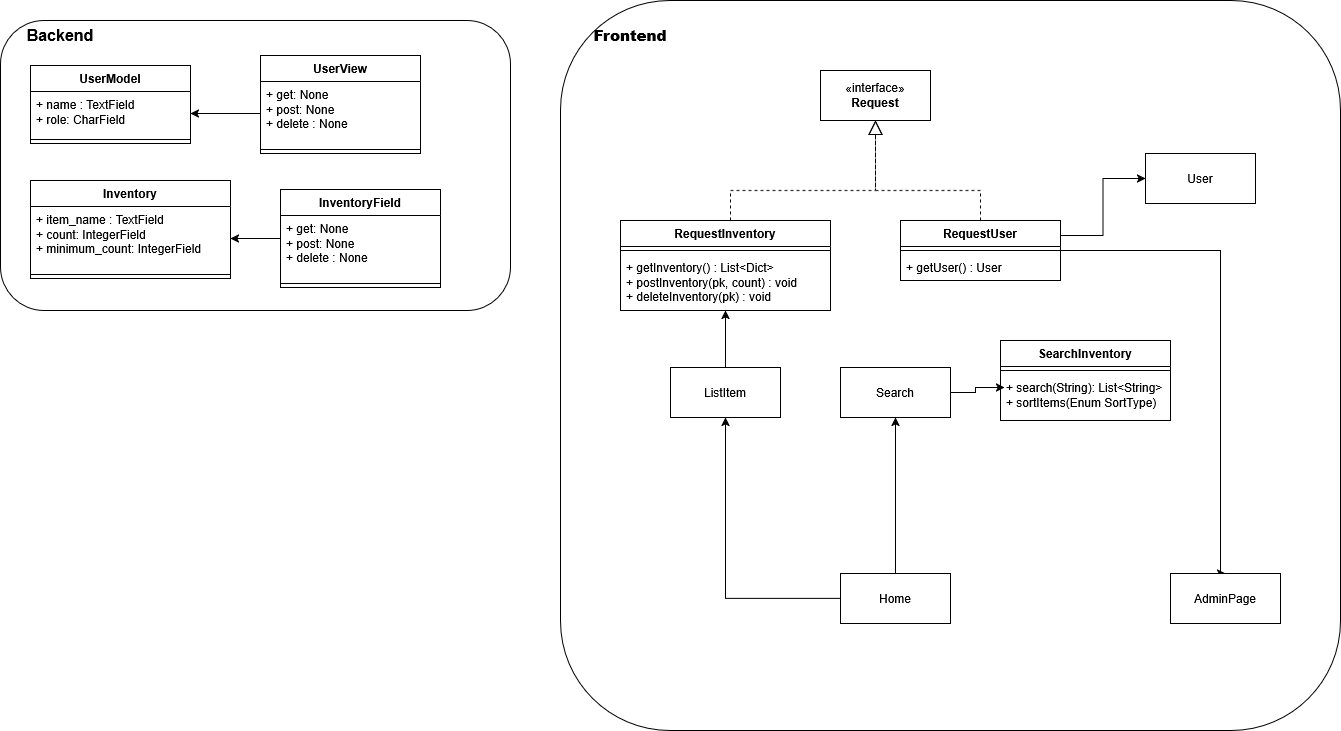 Backend
UserModel
+ name : TextField
+ role: CharField
UserView
+ get: None
+ post: None
+ delete : None
Inventory
+ item_name : TextField
+ count: IntegerField
+ minimum_count: IntegerField
InventoryField
+ get: None
+ post: None
+ delete : None
Frontend
«interface»
Request
User
RequestInventory
+ getInventory() : List<Dict>
+ postInventory(pk, count) : void
+ deleteInventory(pk) : void
RequestUser
+ getUser() : User
ListItem
Search
SearchInventory
+ search(String): List<String>
+ sortItems(Enum SortType)
Home
AdminPage